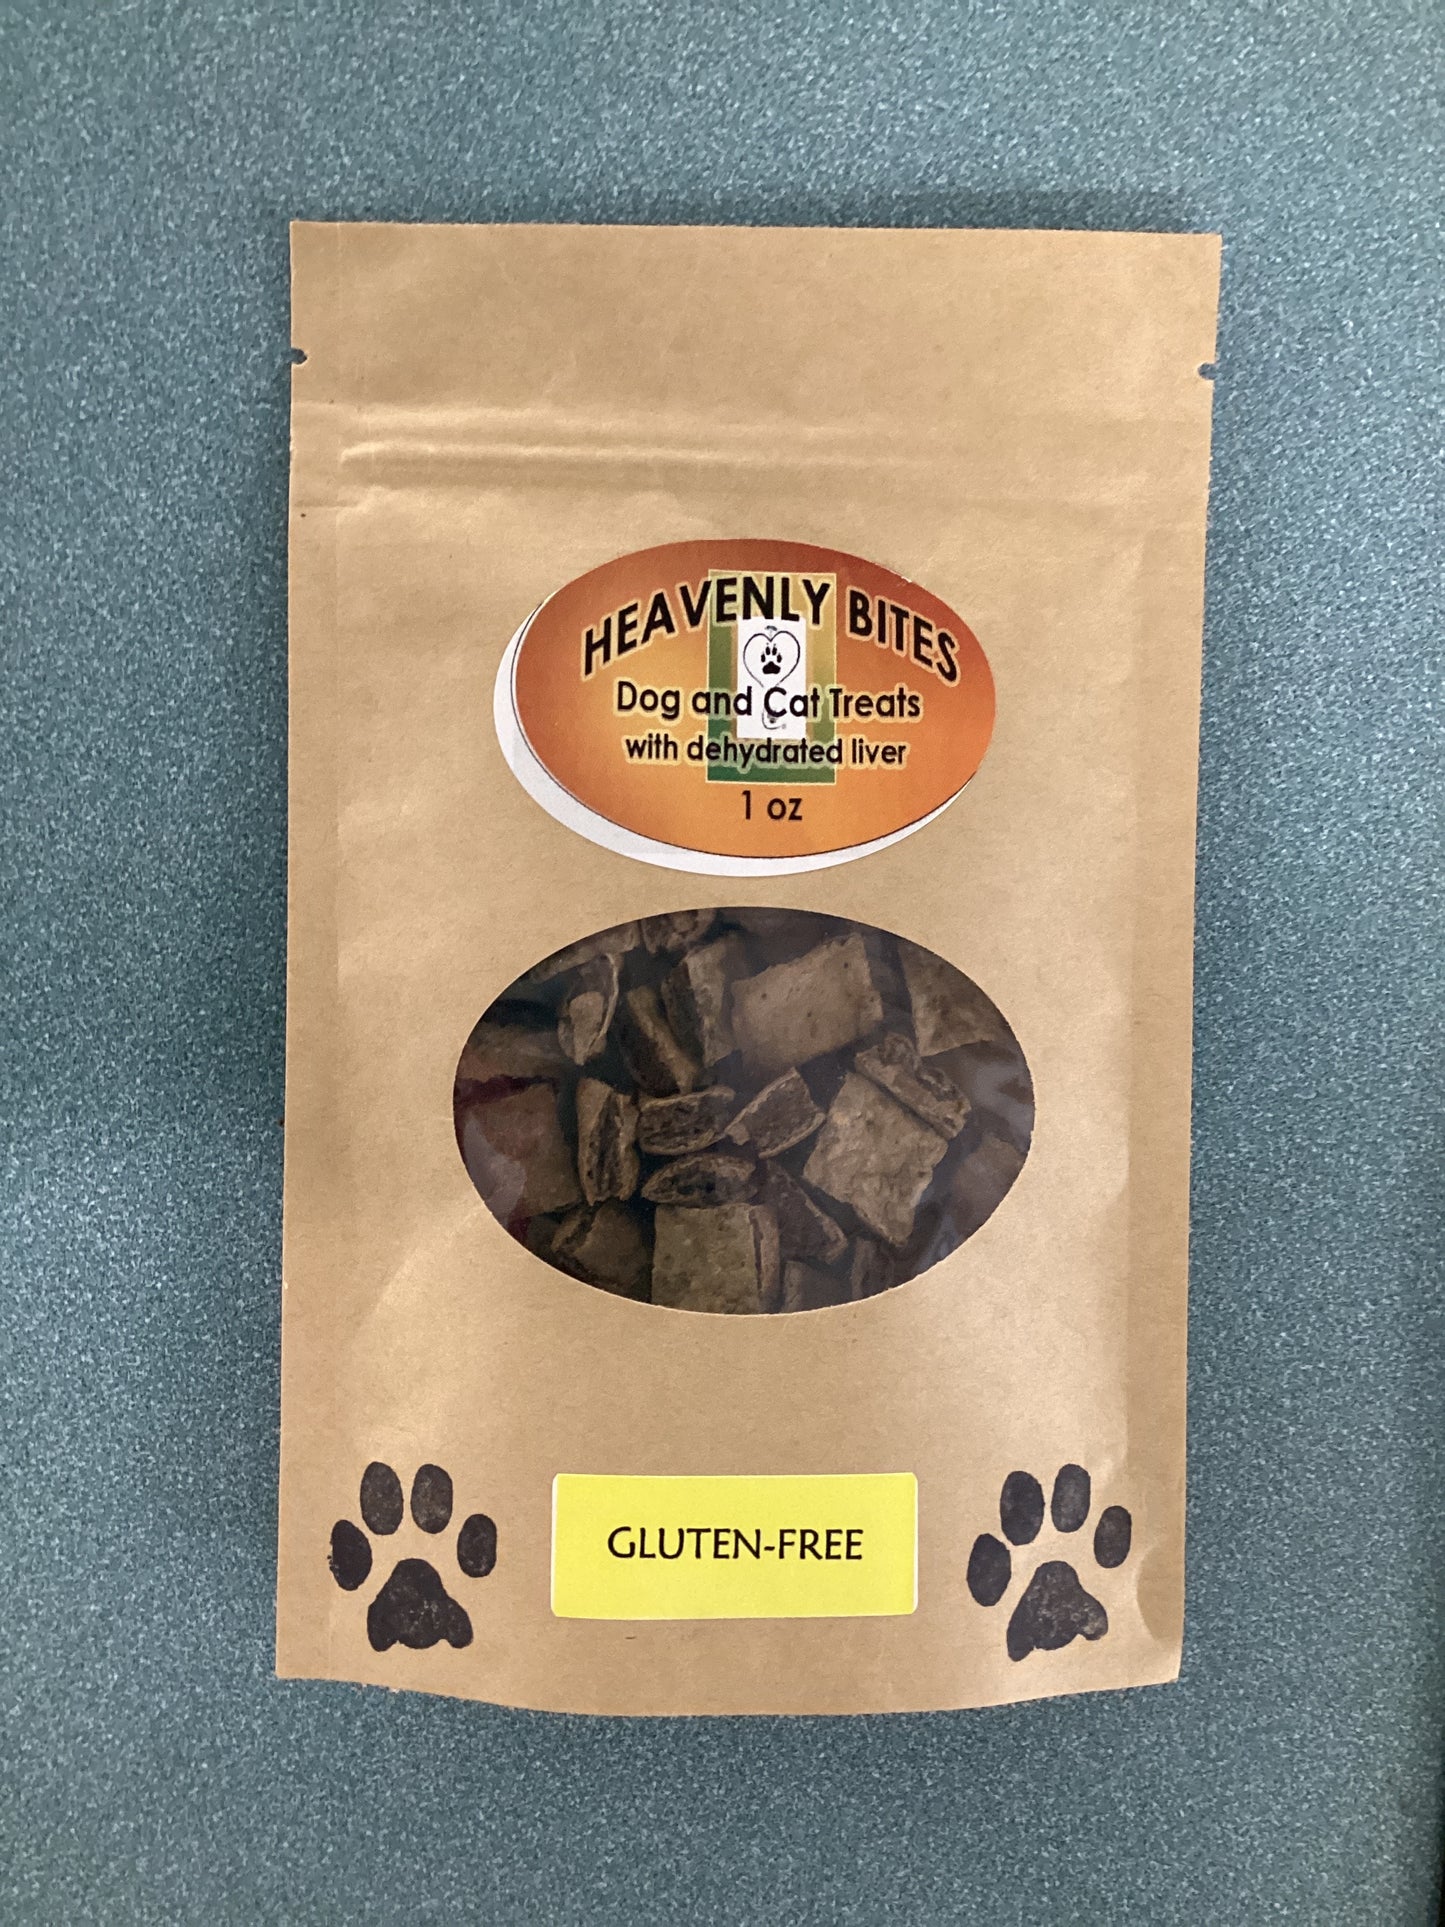 HEAVENLY BITES
Dog and Cat Treats
with dehydrated liver
1 oz
GLUTEN-FREE